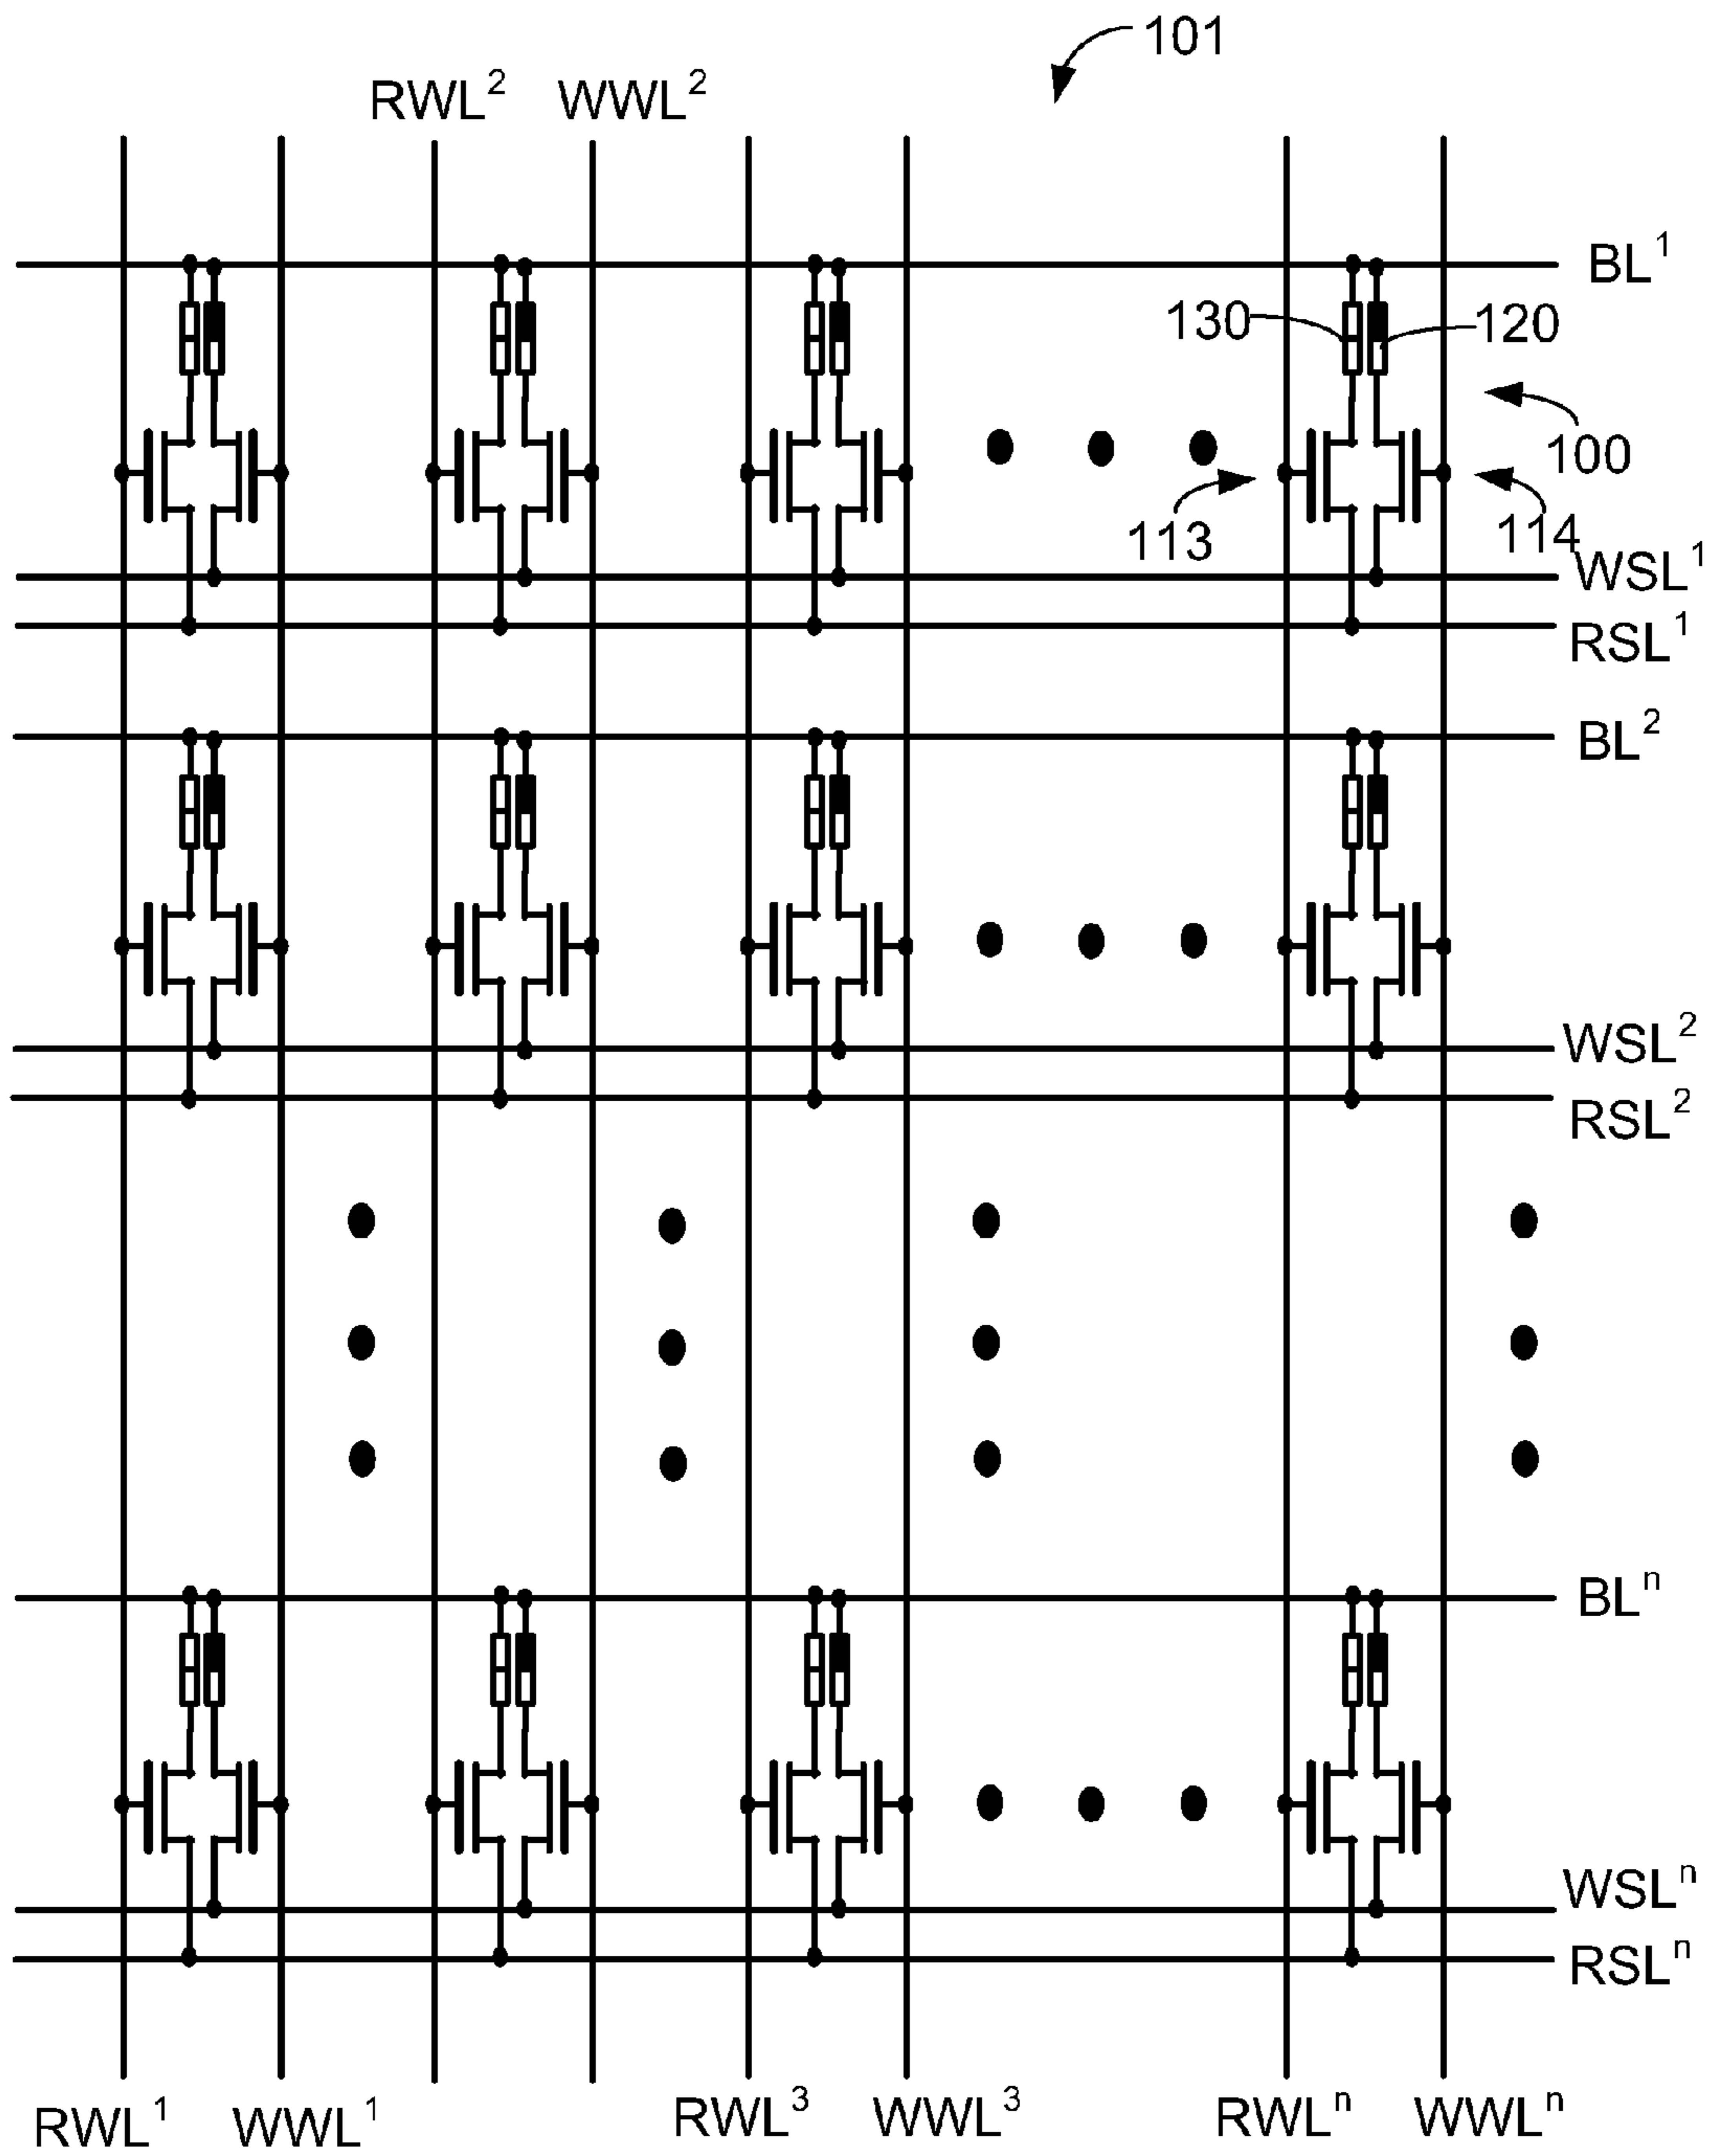 101
RWL² WWL²
BL¹
130 120
100
113 114
WSL¹
RSL¹
BL²
WSL²
RSL²
BLⁿ
WSLⁿ
RSLⁿ
RWL¹ WWL¹ RWL³ WWL³ RWLⁿ WWLⁿ